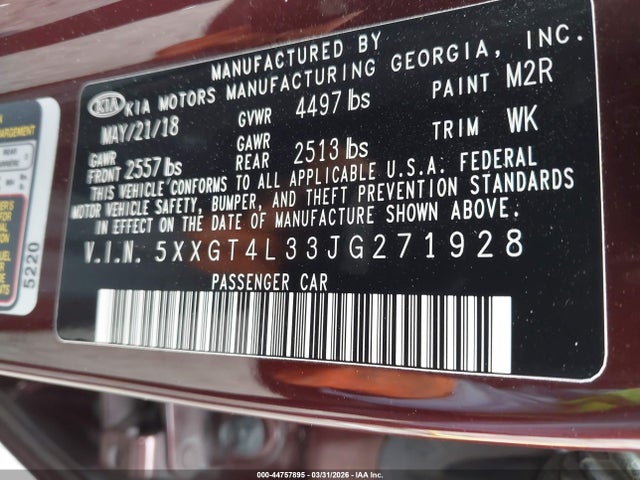 MANUFACTURED BY
KIA KIA MOTORS MANUFACTURING GEORGIA, INC.
MAY/21/18 GVWR 4497 lbs PAINT M2R
GAWR FRONT 2557 lbs GAWR REAR 2513 lbs TRIM WK
THIS VEHICLE CONFORMS TO ALL APPLICABLE U.S.A. FEDERAL
MOTOR VEHICLE SAFETY, BUMPER, AND THEFT PREVENTION STANDARDS
IN EFFECT ON THE DATE OF MANUFACTURE SHOWN ABOVE.
V.I.N. 5XXGT4L33JG271928
PASSENGER CAR
5220
000-44757895 - 03/31/2026 - IAA Inc.